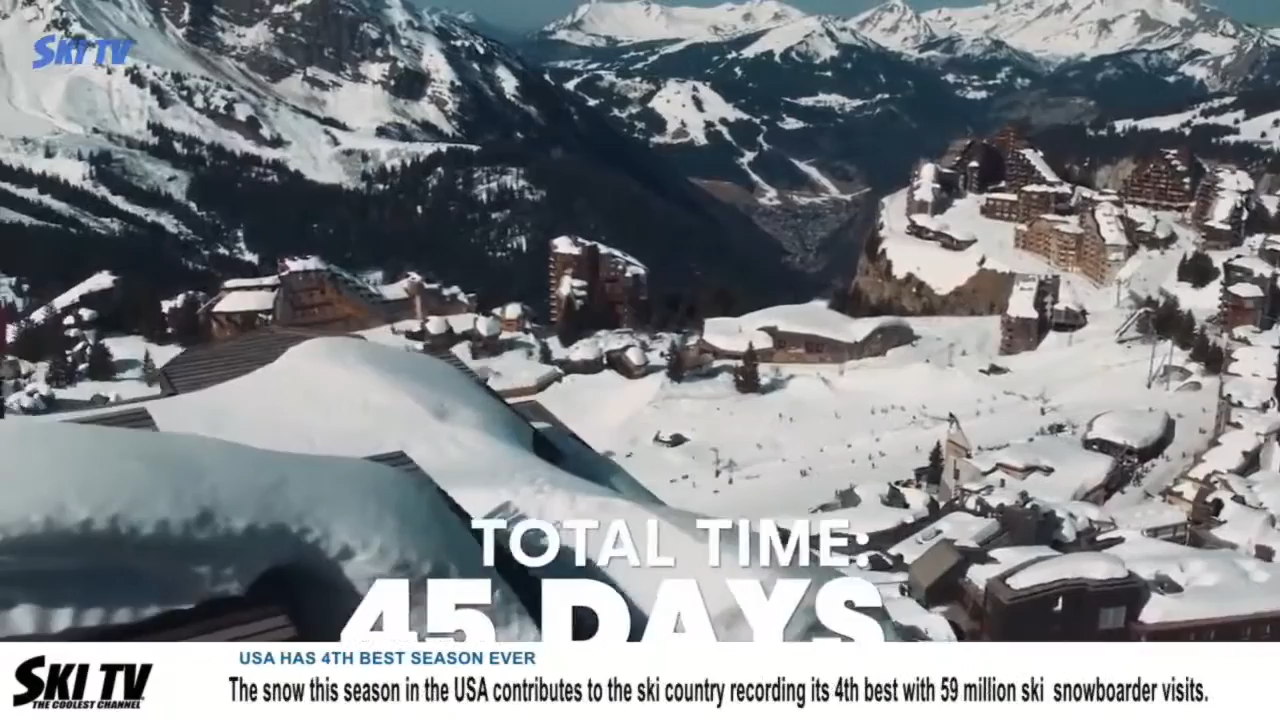 SKI TV
TOTAL TIME:
45 DAYS
SKI TV
THE COOLEST CHANNEL
USA HAS 4TH BEST SEASON EVER
The snow this season in the USA contributes to the ski country recording its 4th best with 59 million ski snowboarder visits.